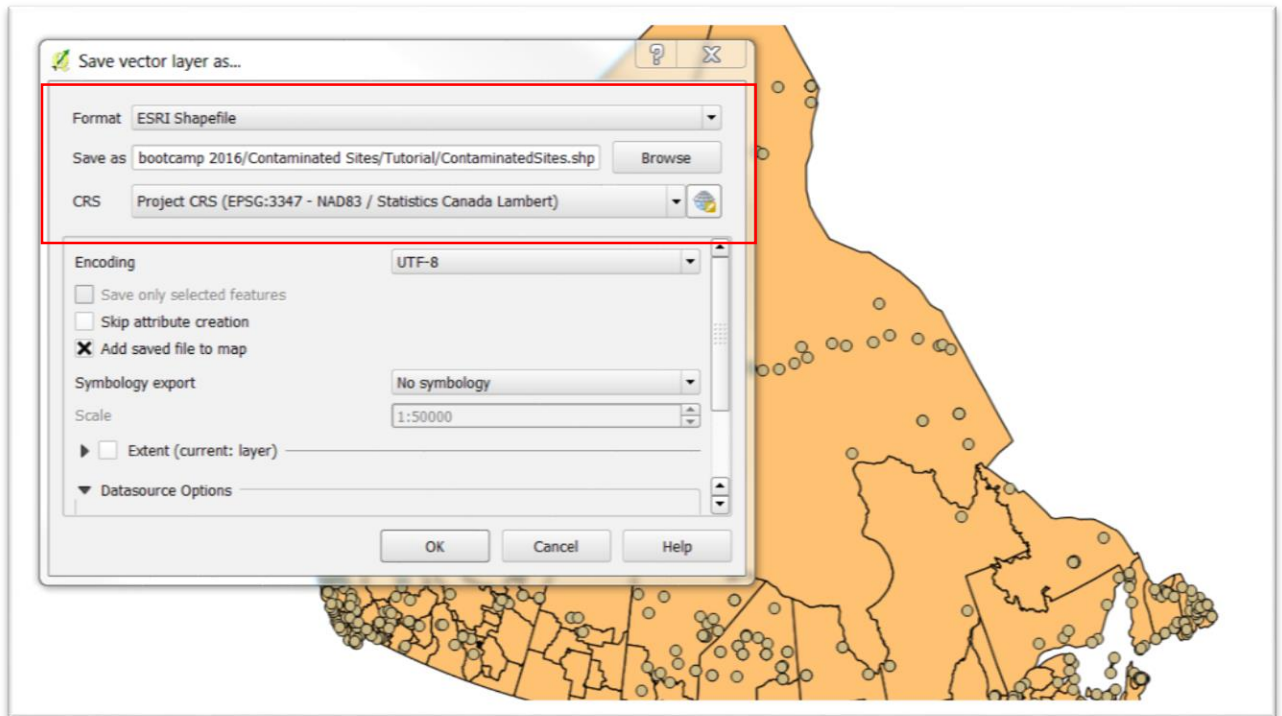 Save vector layer as...
Format ESRI Shapefile
Save as bootcamp 2016/Contaminated Sites/Tutorial/ContaminatedSites.shp Browse
CRS Project CRS (EPSG:3347 - NAD83 / Statistics Canada Lambert)
Encoding UTF-8
Save only selected features
Skip attribute creation
Add saved file to map
Symbology export No symbology
Scale 1:50000
Extent (current: layer)
Datasource Options
OK Cancel Help